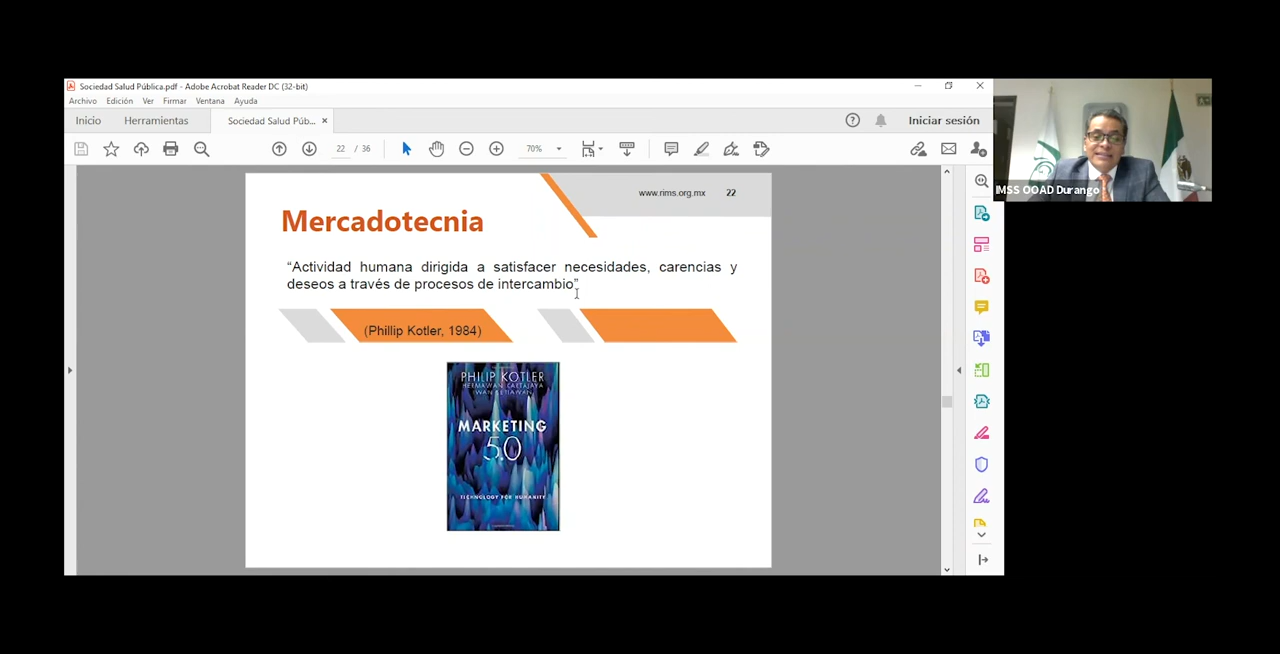 Sociedad Salud Pública.pdf - Adobe Acrobat Reader DC (32-bit)
Archivo Edición Ver Firmar Ventana Ayuda
Inicio Herramientas Sociedad Salud Púb... × Iniciar sesión
22 / 36 70%
www.rims.org.mx 22
Mercadotecnia
“Actividad humana dirigida a satisfacer necesidades, carencias y
deseos a través de procesos de intercambio”
(Phillip Kotler, 1984)
PHILIP KOTLER
HERMAWAN KARTAJAYA
IWAN SETIAWAN
MARKETING
5.0
TECHNOLOGY FOR HUMANITY
IMSS OOAD Durango